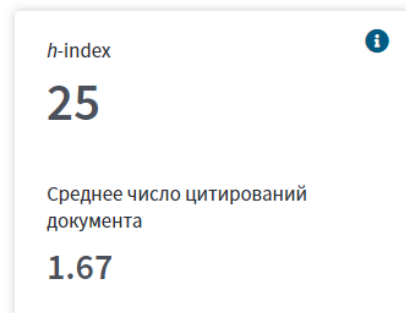 h-index
25
Среднее число цитирований
документа
1.67